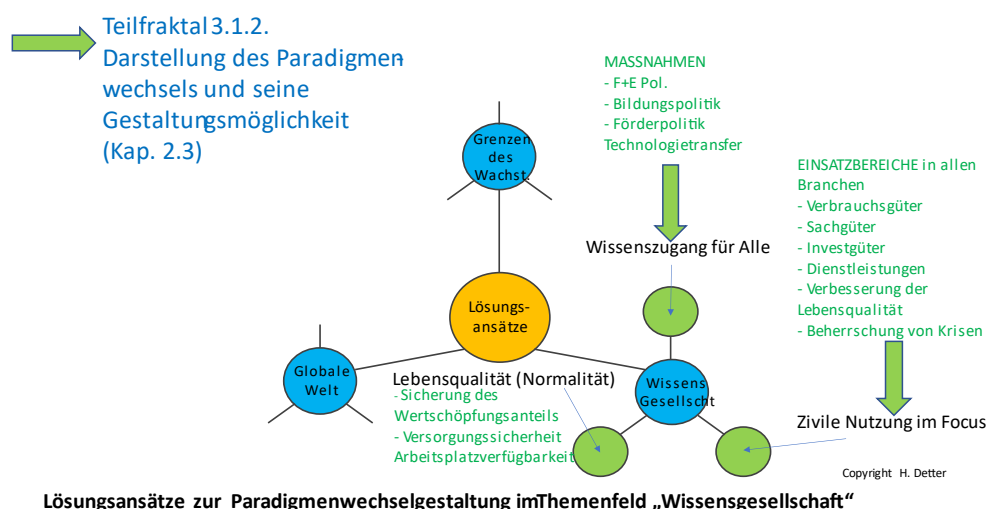 Teilfraktal 3.1.2.
Darstellung des Paradigmen-
wechsels und seine
Gestaltungsmöglichkeit
(Kap. 2.3)
MASSNAHMEN
- F+E Pol.
- Bildungspolitik
- Förderpolitik
Technologietransfer
Grenzen
des
Wachst.
EINSATZBEREICHE in allen
Branchen
- Verbrauchsgüter
- Sachgüter
- Investgüter
- Dienstleistungen
- Verbesserung der
Lebensqualität
- Beherrschung von Krisen
Wissenszugang für Alle
Lösungs-
ansätze
Globale
Welt
Lebensqualität (Normalität)
- Sicherung des
Wertschöpfungsanteils
- Versorgungssicherheit
Arbeitsplatzverfügbarkeit
Wissens
Gesellscht
Zivile Nutzung im Focus
Copyright H. Detter
Lösungsansätze zur Paradigmenwechselgestaltung im Themenfeld „Wissensgesellschaft“